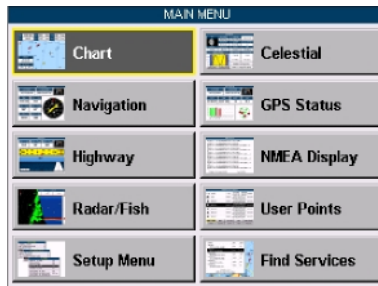 MAIN MENU
Chart
Celestial
Navigation
GPS Status
Highway
NMEA Display
Radar/Fish
User Points
Setup Menu
Find Services